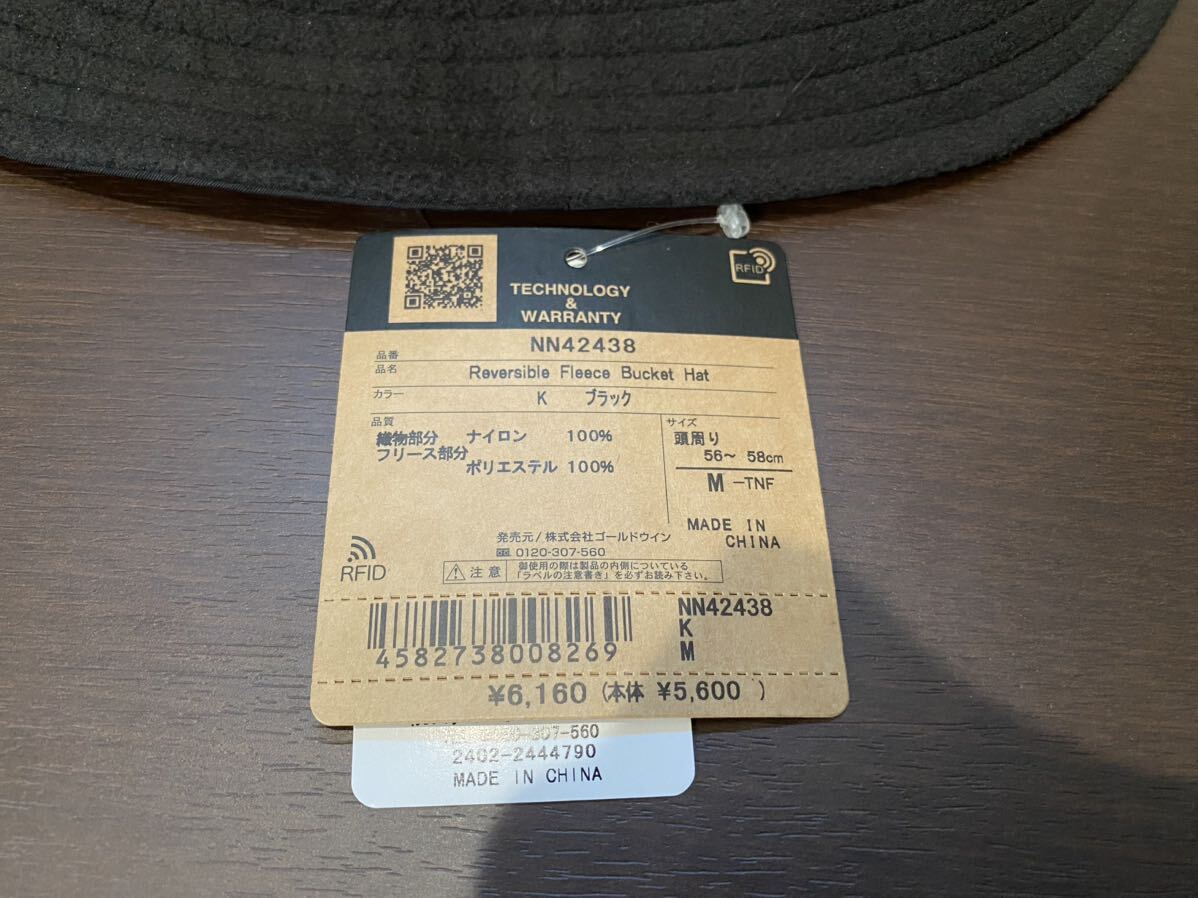 RFID
TECHNOLOGY
&
WARRANTY
品番 NN42438
品名 Reversible Fleece Bucket Hat
カラー K ブラック
品質
織物部分 ナイロン 100%
フリース部分
ポリエステル 100%
サイズ
頭周り
56~ 58cm
M -TNF
MADE IN
CHINA
発売元/株式会社ゴールドウイン
0120-307-560
RFID
注意 御使用の際は製品の内側についている
「ラベルの注意書き」を必ずお読み下さい。
4582738008269
NN42438
K
M
¥6,160 (本体 ¥5,600 )
-307-560
2402-2444790
MADE IN CHINA